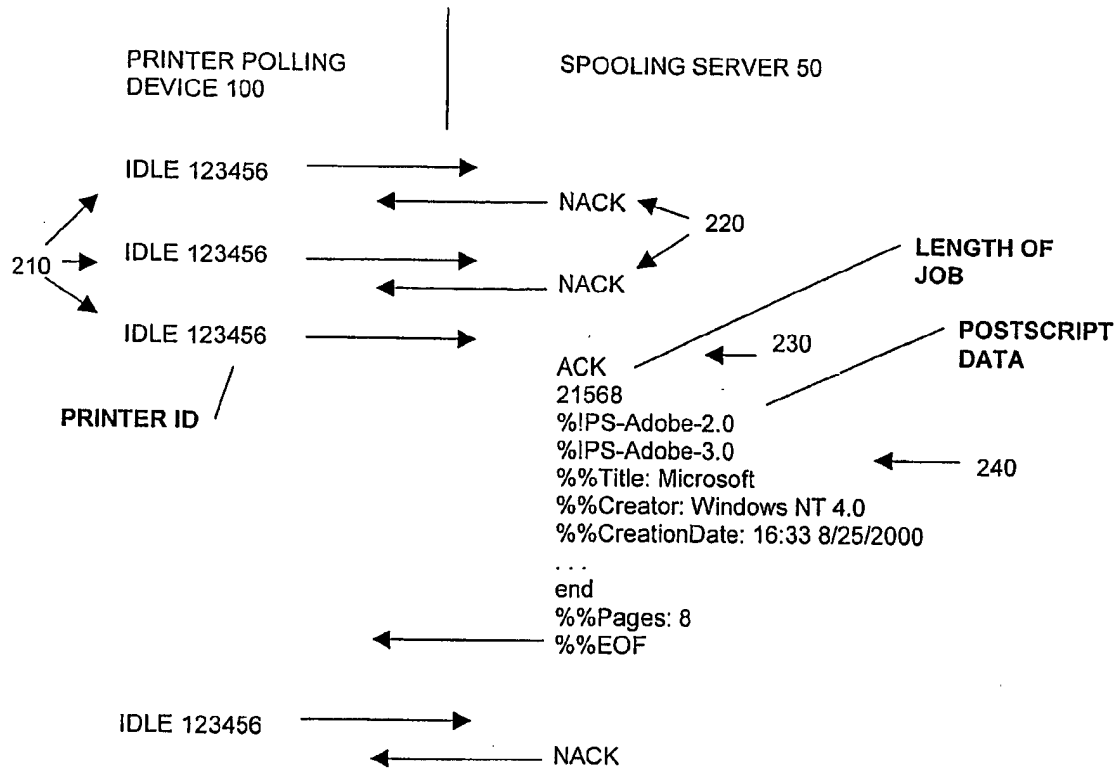 PRINTER POLLING
DEVICE 100
SPOOLING SERVER 50
IDLE 123456
NACK
220
210
IDLE 123456
NACK
LENGTH OF
JOB
IDLE 123456
230
POSTSCRIPT
DATA
ACK
21568
PRINTER ID
%!PS-Adobe-2.0
%!PS-Adobe-3.0
240
%%Title: Microsoft
%%Creator: Windows NT 4.0
%%CreationDate: 16:33 8/25/2000
. . .
end
%%Pages: 8
%%EOF
IDLE 123456
NACK